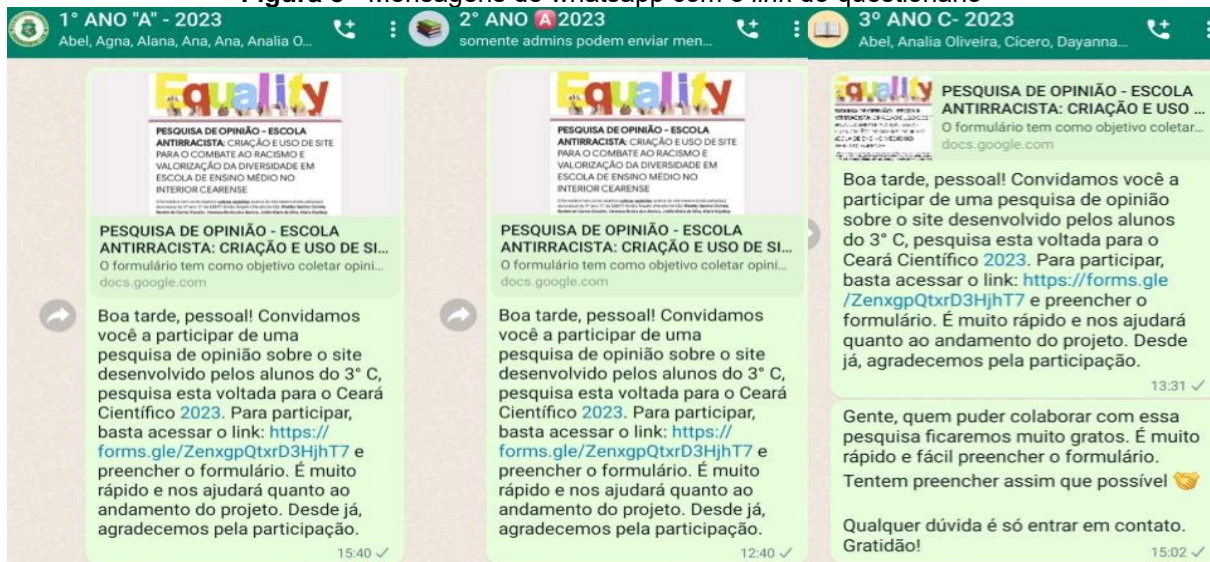 Figura 3 - Mensagens do whatsapp com o link do questionário
1° ANO "A" - 2023
Abel, Agna, Alana, Ana, Ana, Analia O...
Equality
PESQUISA DE OPINIÃO - ESCOLA
ANTIRRACISTA: CRIAÇÃO E USO DE SITE
PARA O COMBATE AO RACISMO E
VALORIZAÇÃO DA DIVERSIDADE EM
ESCOLA DE ENSINO MÉDIO NO
INTERIOR CEARENSE
PESQUISA DE OPINIÃO - ESCOLA
ANTIRRACISTA: CRIAÇÃO E USO DE SI...
O formulário tem como objetivo coletar opini...
docs.google.com
Boa tarde, pessoal! Convidamos
você a participar de uma
pesquisa de opinião sobre o site
desenvolvido pelos alunos do 3° C,
pesquisa esta voltada para o Ceará
Científico 2023. Para participar,
basta acessar o link: https://
forms.gle/ZenxgpQtxrD3HjhT7 e
preencher o formulário. É muito
rápido e nos ajudará quanto ao
andamento do projeto. Desde já,
agradecemos pela participação.
15:40
2° ANO 🅰️2023
somente admins podem enviar men...
Equality
PESQUISA DE OPINIÃO - ESCOLA
ANTIRRACISTA: CRIAÇÃO E USO DE SITE
PARA O COMBATE AO RACISMO E
VALORIZAÇÃO DA DIVERSIDADE EM
ESCOLA DE ENSINO MÉDIO NO
INTERIOR CEARENSE
PESQUISA DE OPINIÃO - ESCOLA
ANTIRRACISTA: CRIAÇÃO E USO DE SI...
O formulário tem como objetivo coletar opini...
docs.google.com
Boa tarde, pessoal! Convidamos
você a participar de uma
pesquisa de opinião sobre o site
desenvolvido pelos alunos do 3° C,
pesquisa esta voltada para o Ceará
Científico 2023. Para participar,
basta acessar o link: https://
forms.gle/ZenxgpQtxrD3HjhT7 e
preencher o formulário. É muito
rápido e nos ajudará quanto ao
andamento do projeto. Desde já,
agradecemos pela participação.
12:40
3º ANO C- 2023
Abel, Analia Oliveira, Cícero, Dayanna...
Equality
PESQUISA DE OPINIÃO - ESCOLA
ANTIRRACISTA: CRIAÇÃO E USO ...
O formulário tem como objetivo coletar...
docs.google.com
Boa tarde, pessoal! Convidamos você a
participar de uma pesquisa de opinião
sobre o site desenvolvido pelos alunos
do 3° C, pesquisa esta voltada para o
Ceará Científico 2023. Para participar,
basta acessar o link: https://forms.gle
/ZenxgpQtxrD3HjhT7 e preencher o
formulário. É muito rápido e nos ajudará
quanto ao andamento do projeto. Desde
já, agradecemos pela participação.
13:31
Gente, quem puder colaborar com essa
pesquisa ficaremos muito gratos. É muito
rápido e fácil preencher o formulário.
Tentem preencher assim que possível 🤝
Qualquer dúvida é só entrar em contato.
Gratidão!
15:02